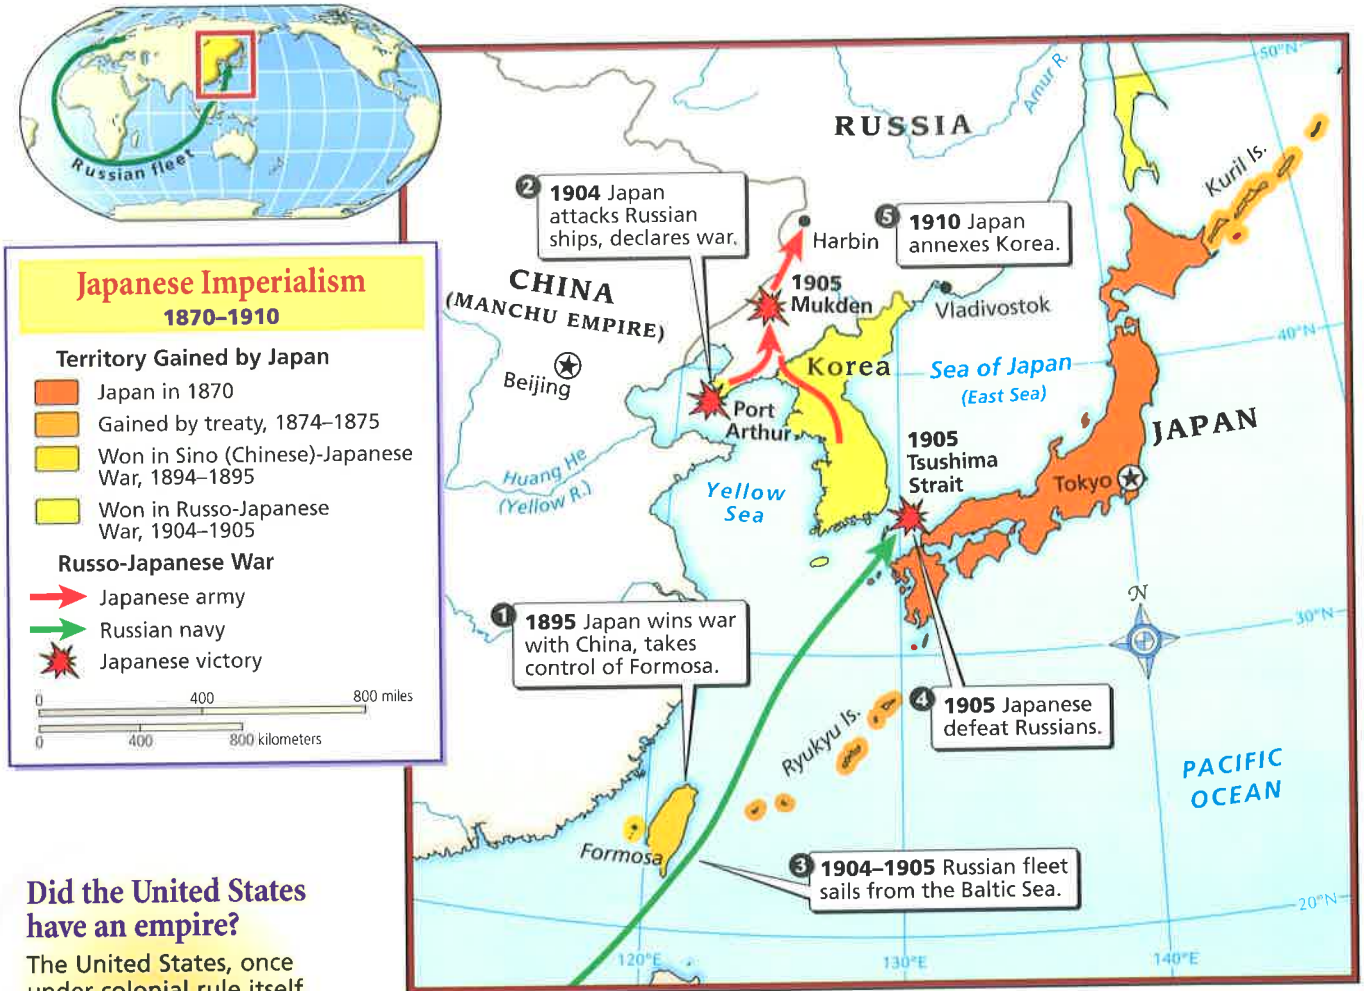 Russian fleet
Japanese Imperialism
1870–1910
Territory Gained by Japan
Japan in 1870
Gained by treaty, 1874–1875
Won in Sino (Chinese)-Japanese
War, 1894–1895
Won in Russo-Japanese
War, 1904–1905
Russo-Japanese War
Japanese army
Russian navy
Japanese victory
0 400 800 miles
0 400 800 kilometers
50°N
Amur R.
RUSSIA
Kuril Is.
2 1904 Japan
attacks Russian
ships, declares war.
5 1910 Japan
annexes Korea.
Harbin
CHINA
(MANCHU EMPIRE)
1905
Mukden
Vladivostok
40°N
Beijing
Korea
Sea of Japan
(East Sea)
Port
Arthur
JAPAN
1905
Tsushima
Strait
Tokyo
Huang He
(Yellow R.)
Yellow
Sea
N
30°N
1 1895 Japan wins war
with China, takes
control of Formosa.
4 1905 Japanese
defeat Russians.
Ryukyu Is.
PACIFIC
OCEAN
Formosa
3 1904–1905 Russian fleet
sails from the Baltic Sea.
20°N
120°E
130°E
140°E
Did the United States
have an empire?
The United States, once
under colonial rule itself